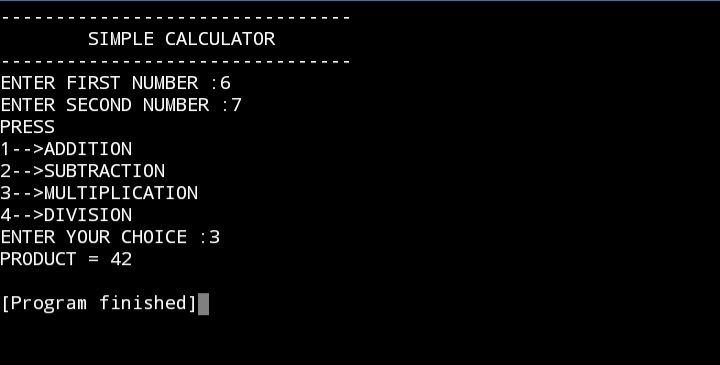 --------------------------------
        SIMPLE CALCULATOR
--------------------------------
ENTER FIRST NUMBER :6
ENTER SECOND NUMBER :7
PRESS
1-->ADDITION
2-->SUBTRACTION
3-->MULTIPLICATION
4-->DIVISION
ENTER YOUR CHOICE :3
PRODUCT = 42

[Program finished]